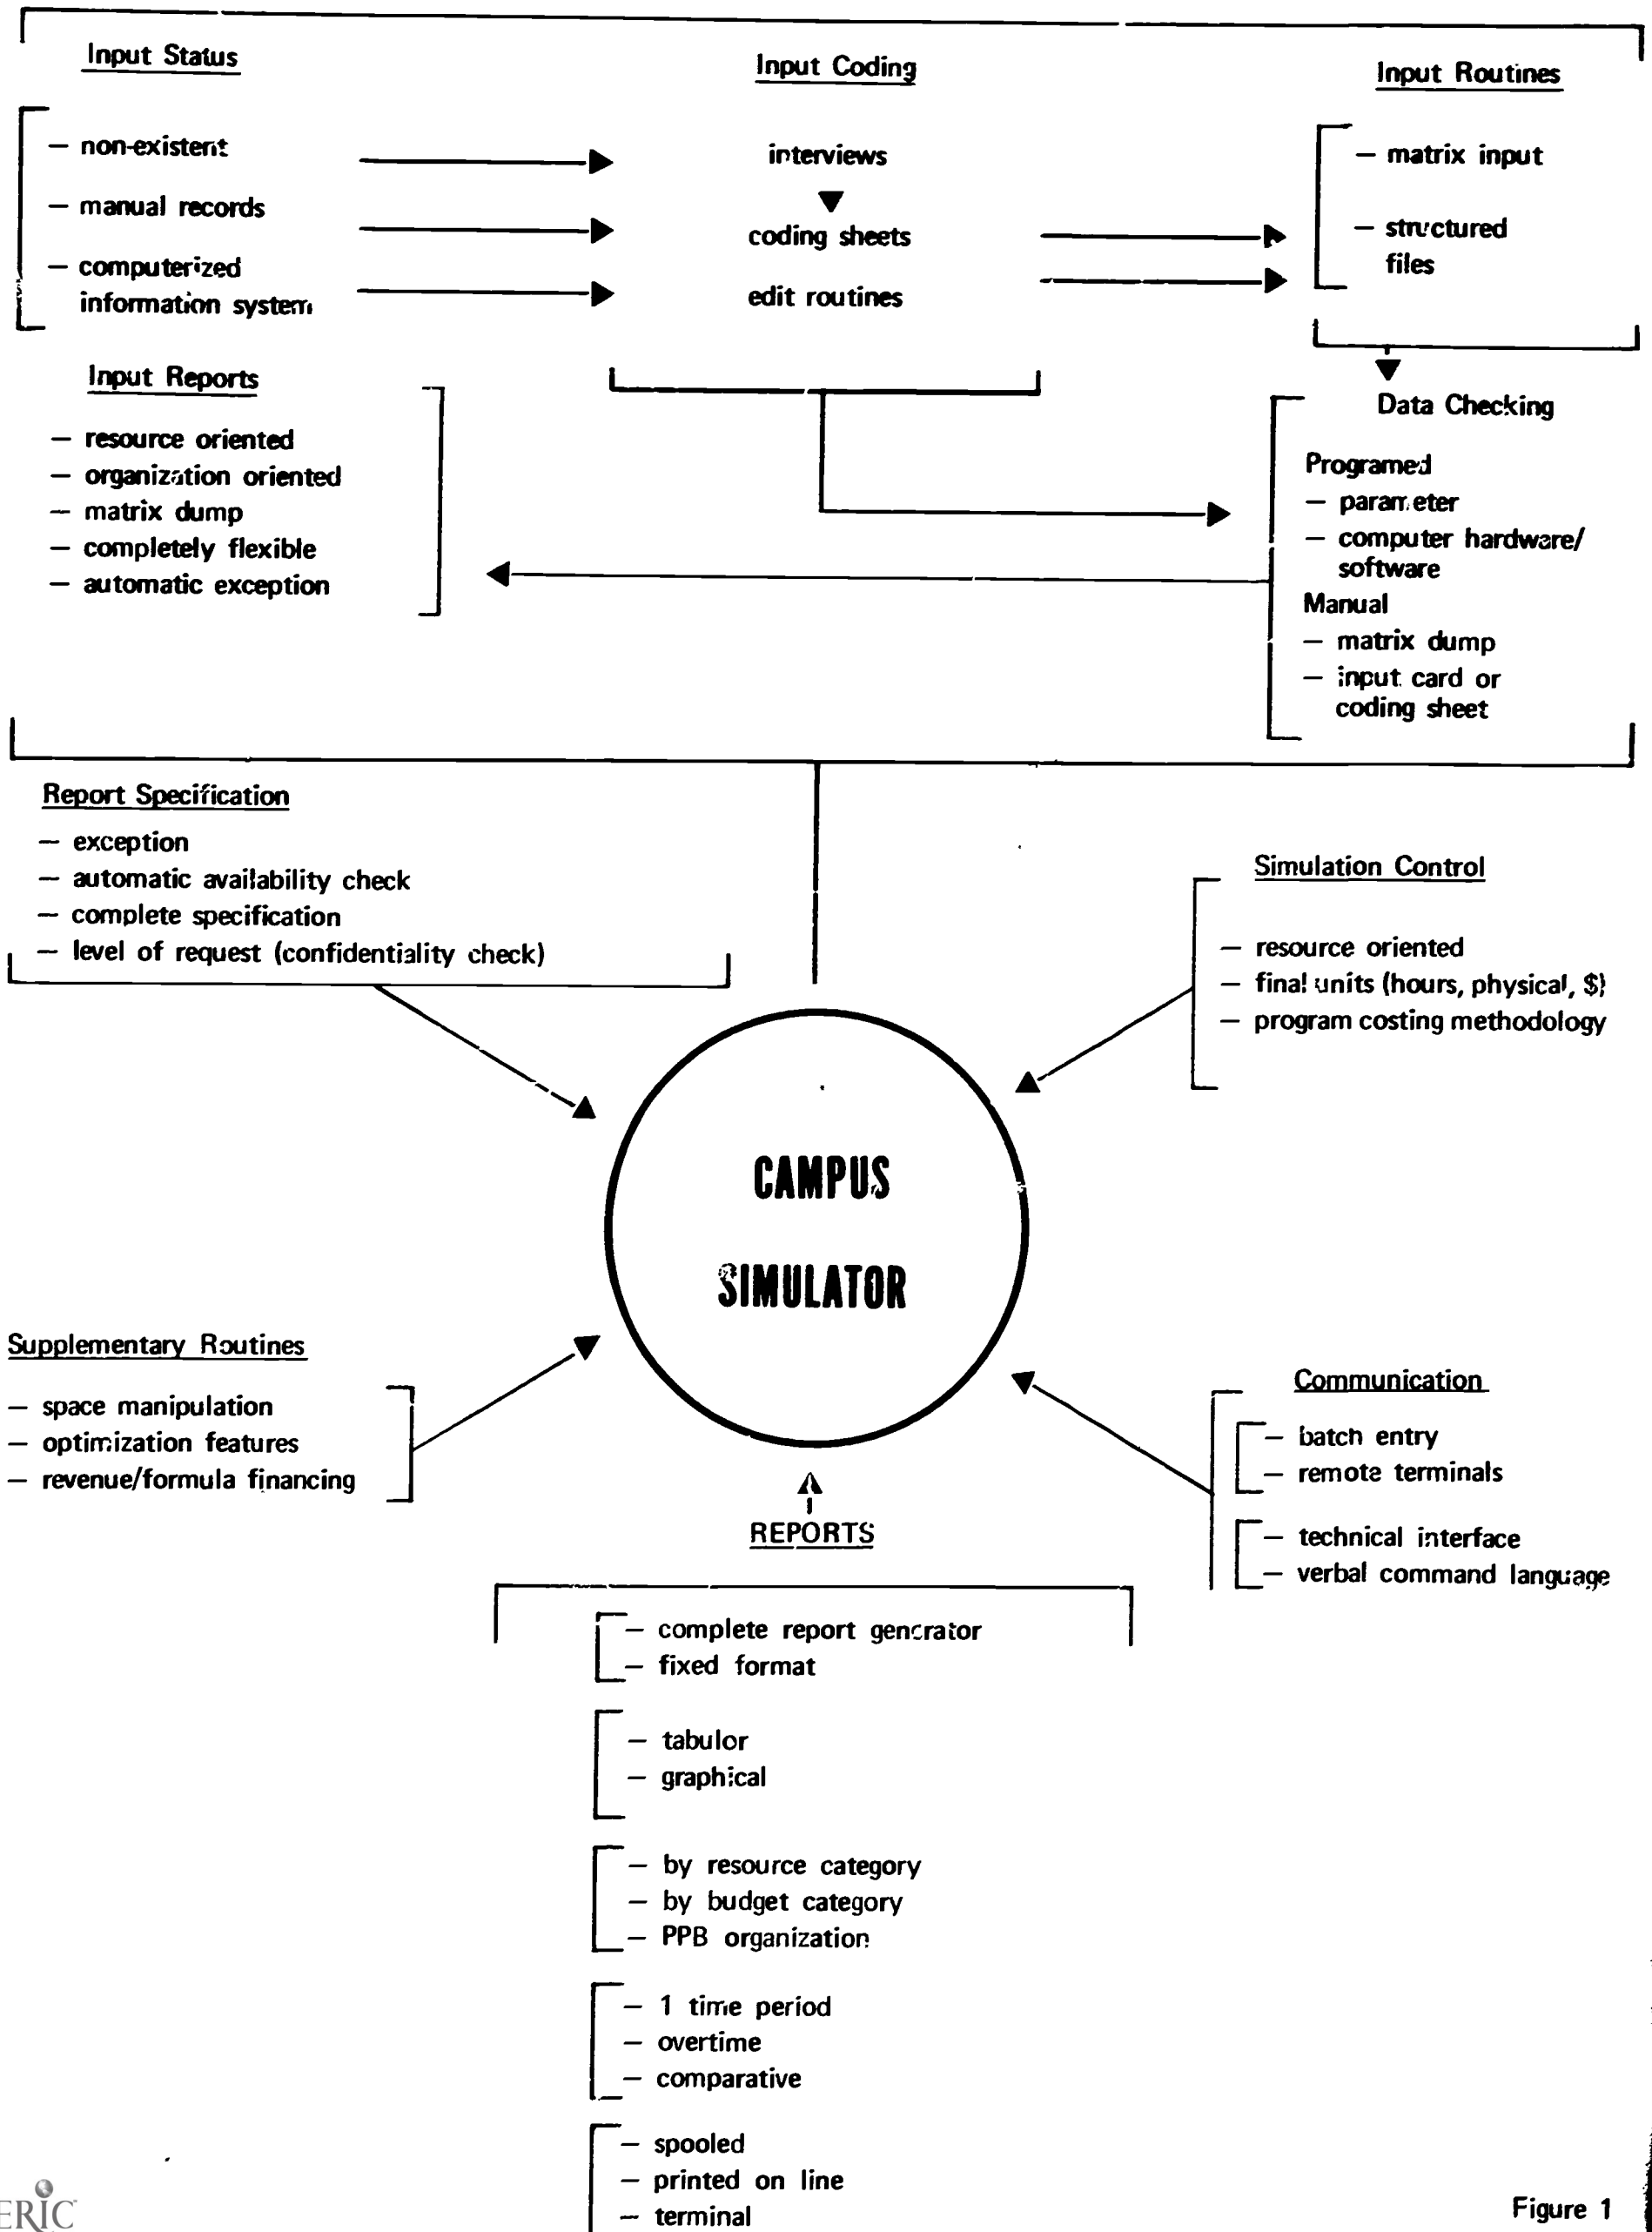 Input Status
Input Coding
Input Routines
— non-existent
— manual records
— computerized
information system
interviews
coding sheets
edit routines
— matrix input
— structured
files
Input Reports
— resource oriented
— organization oriented
— matrix dump
— completely flexible
— automatic exception
Data Checking
Programed
— parameter
— computer hardware/
software
Manual
— matrix dump
— input card or
coding sheet
Report Specification
— exception
— automatic availability check
— complete specification
— level of request (confidentiality check)
Simulation Control
— resource oriented
— final units (hours, physical, $)
— program costing methodology
CAMPUS
SIMULATOR
Supplementary Routines
— space manipulation
— optimization features
— revenue/formula financing
Communication
— batch entry
— remote terminals
— technical interface
— verbal command language
REPORTS
— complete report generator
— fixed format
— tabulor
— graphical
— by resource category
— by budget category
— PPB organization
— 1 time period
— overtime
— comparative
— spooled
— printed on line
— terminal
Figure 1
ERIC